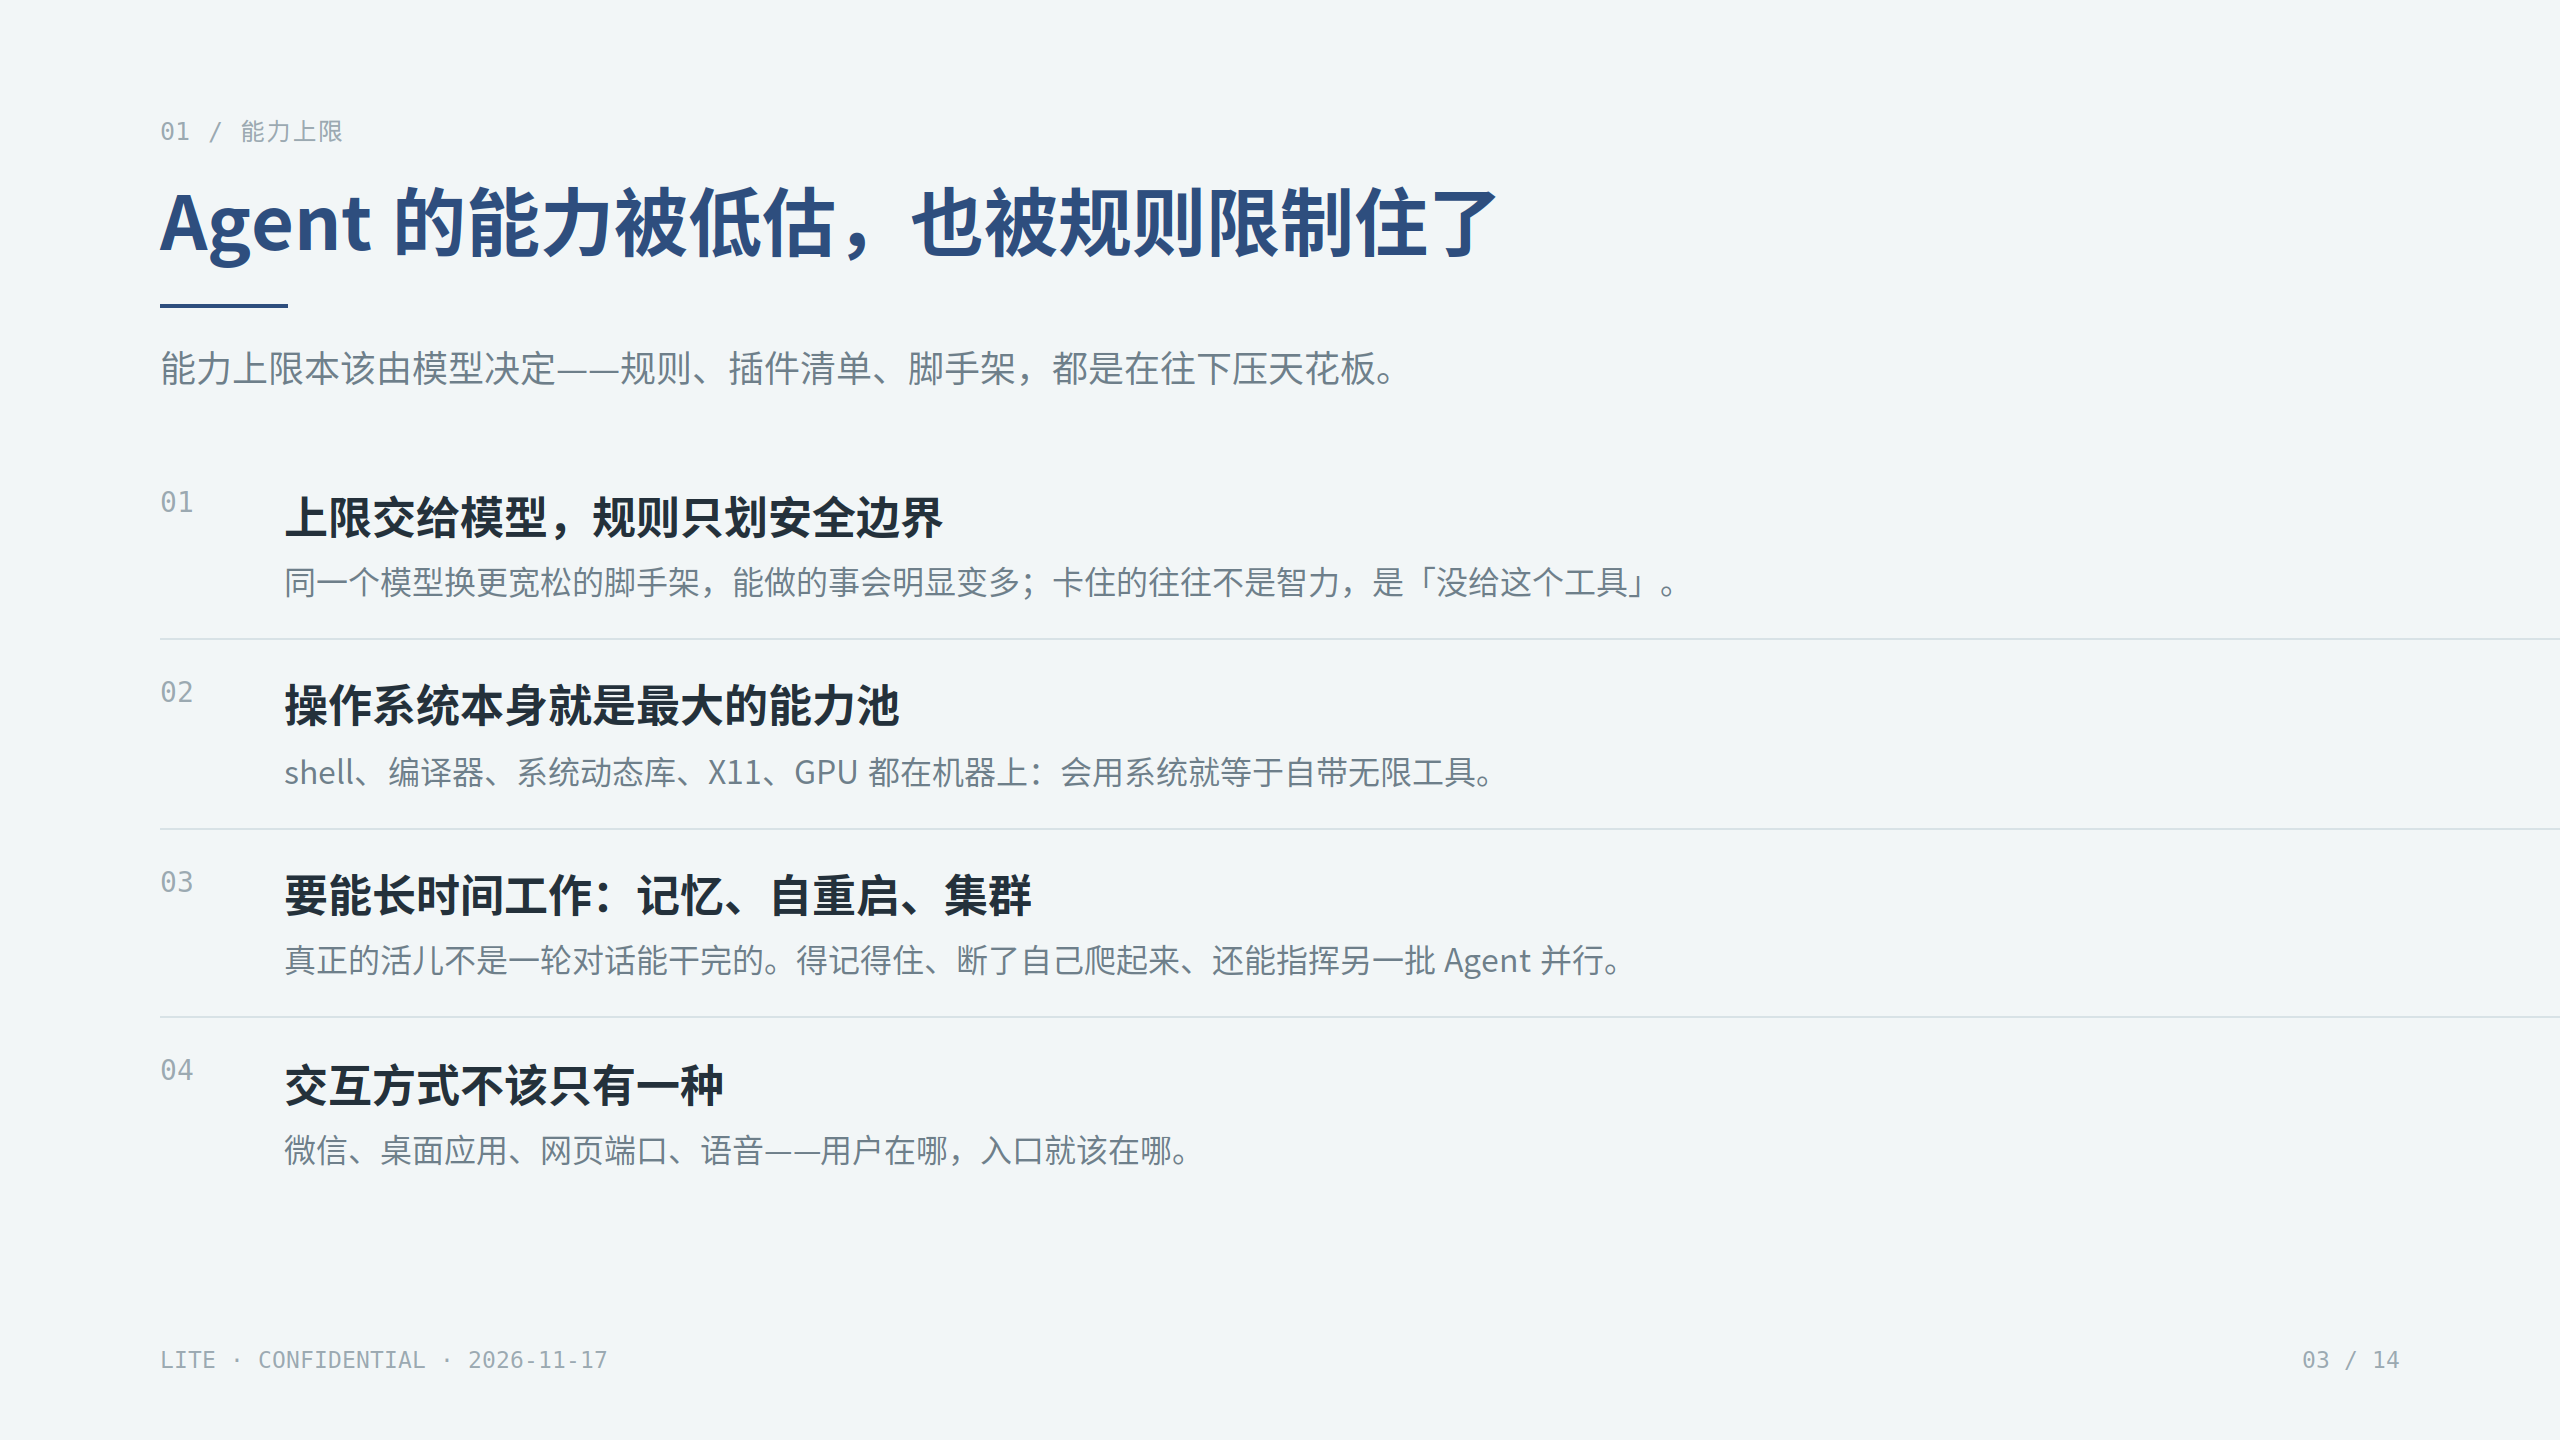 01 / 能力上限
Agent 的能力被低估，也被规则限制住了
能力上限本该由模型决定——规则、插件清单、脚手架，都是在往下压天花板。
01
上限交给模型，规则只划安全边界
同一个模型换更宽松的脚手架，能做的事会明显变多；卡住的往往不是智力，是「没给这个工具」。
02
操作系统本身就是最大的能力池
shell、编译器、系统动态库、X11、GPU 都在机器上：会用系统就等于自带无限工具。
03
要能长时间工作：记忆、自重启、集群
真正的活儿不是一轮对话能干完的。得记得住、断了自己爬起来、还能指挥另一批 Agent 并行。
04
交互方式不该只有一种
微信、桌面应用、网页端口、语音——用户在哪，入口就该在哪。
LITE · CONFIDENTIAL · 2026-11-17
03 / 14